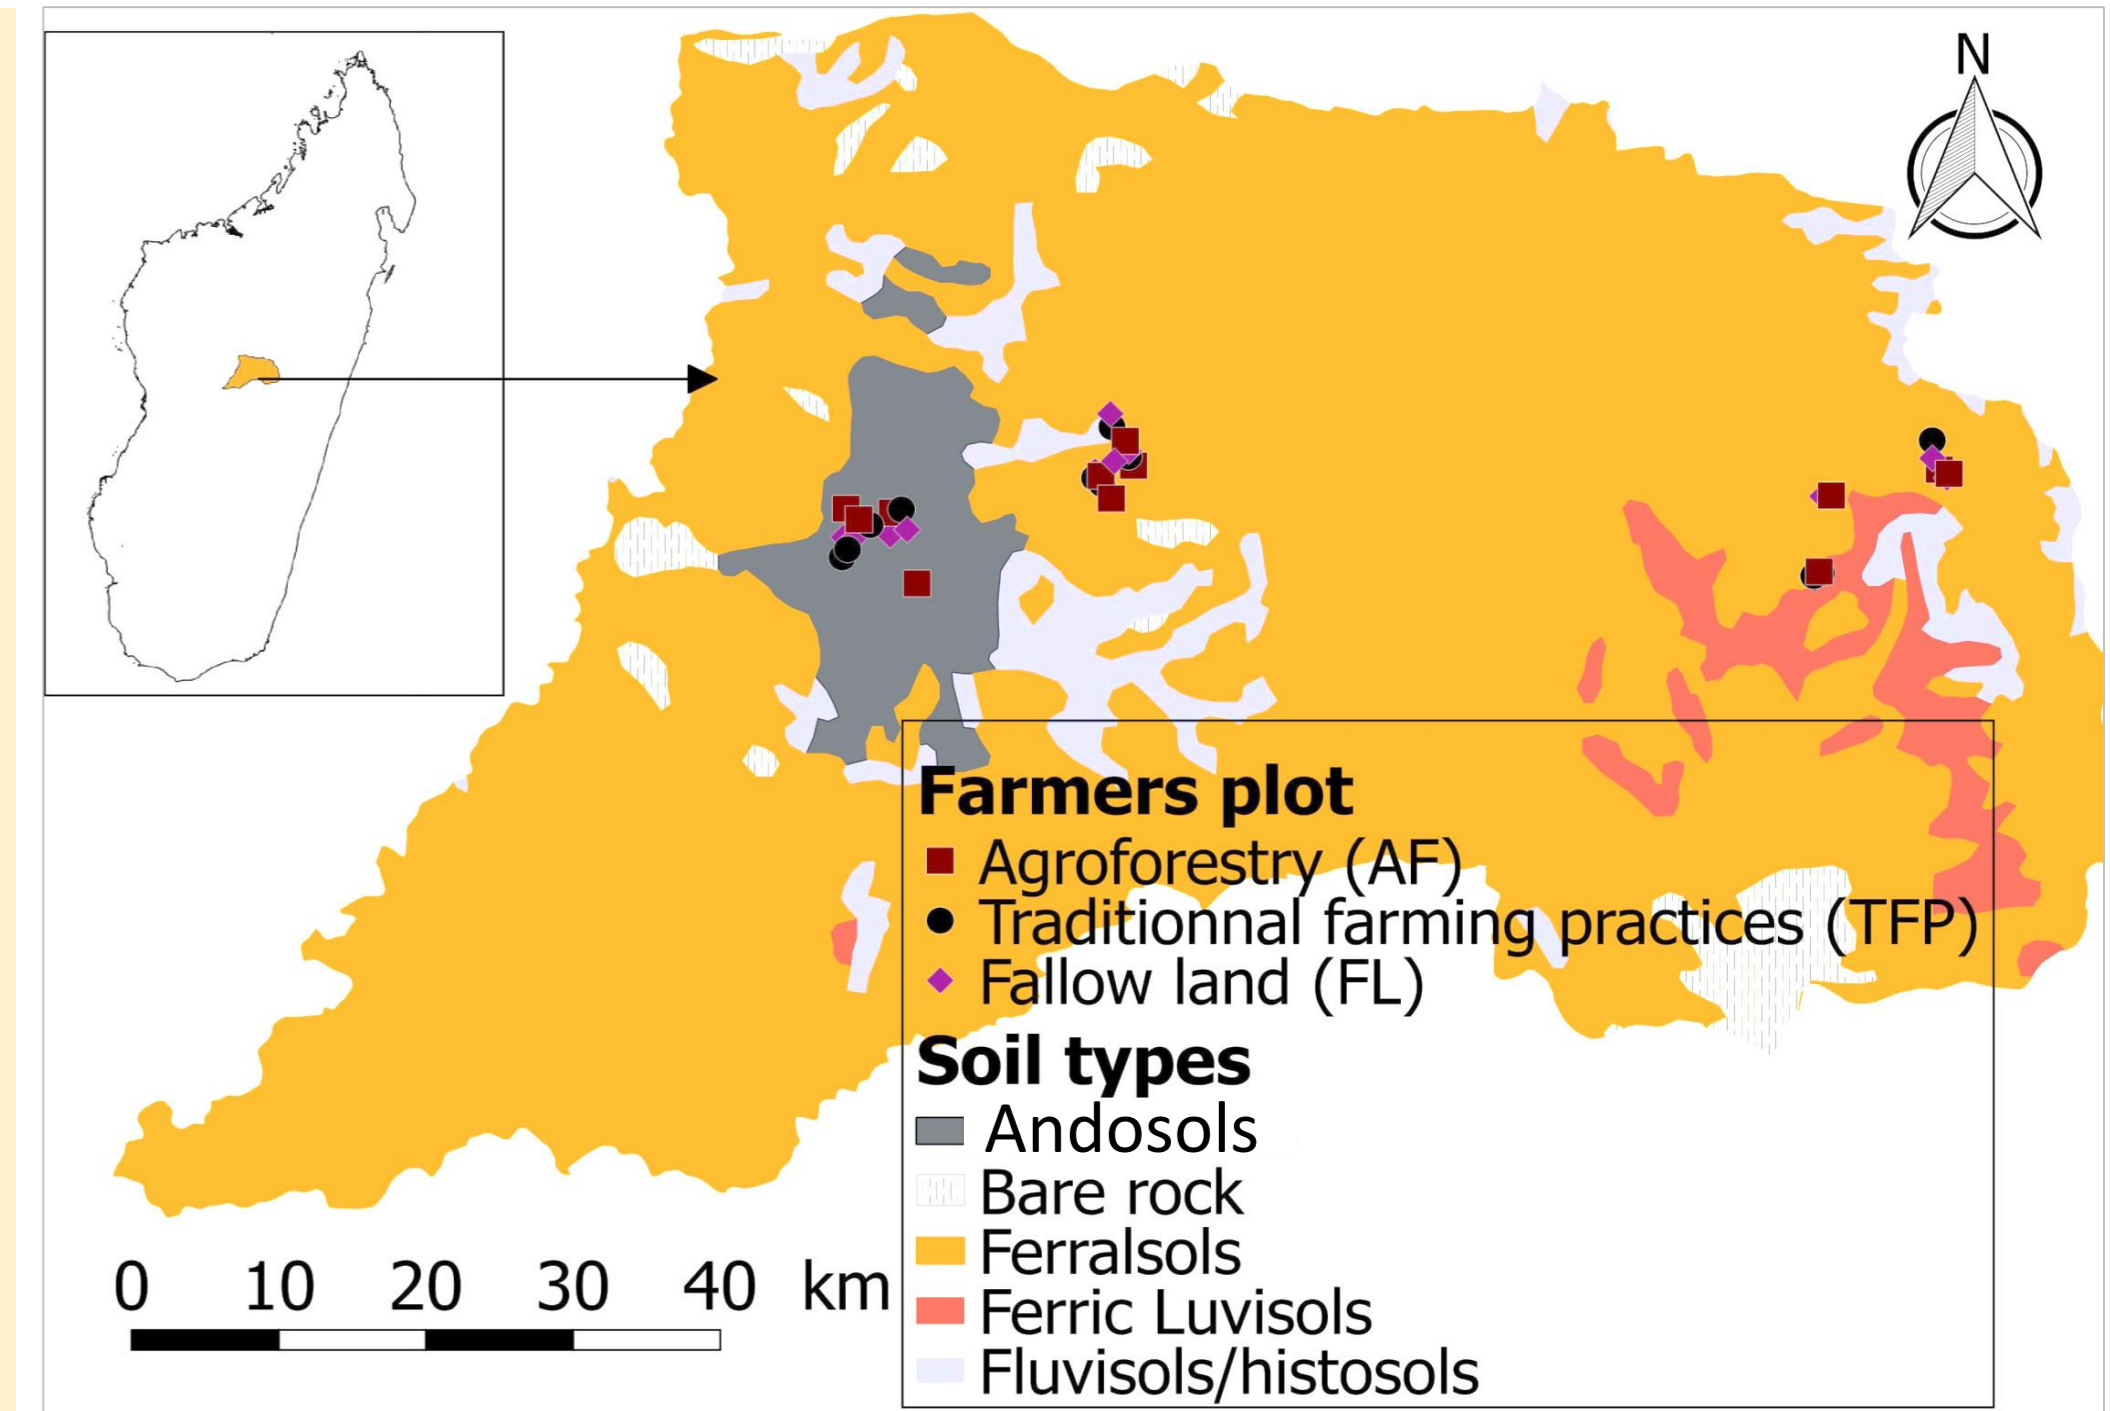 N
Farmers plot
Agroforestry (AF)
Traditionnal farming practices (TFP)
Fallow land (FL)
Soil types
Andosols
Bare rock
Ferralsols
Ferric Luvisols
Fluvisols/histosols
0 10 20 30 40 km